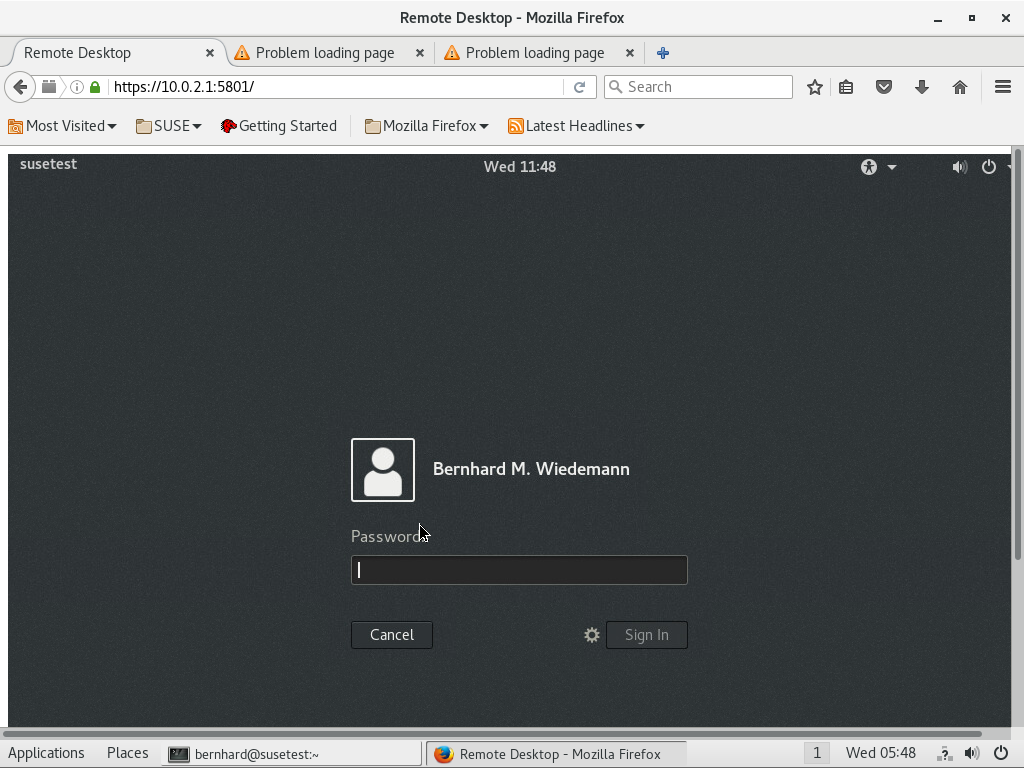 Remote Desktop - Mozilla Firefox
Remote Desktop Problem loading page Problem loading page
https://10.0.2.1:5801/ Search
Most Visited SUSE Getting Started Mozilla Firefox Latest Headlines
susetest Wed 11:48
Bernhard M. Wiedemann
Password:
Cancel Sign In
Applications Places bernhard@susetest:~ Remote Desktop - Mozilla Firefox 1 Wed 05:48